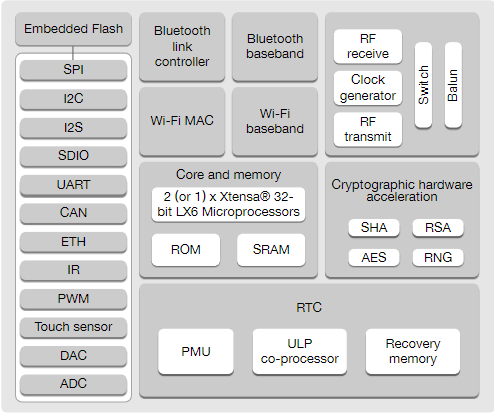 Embedded Flash
SPI
I2C
I2S
SDIO
UART
CAN
ETH
IR
PWM
Touch sensor
DAC
ADC
Bluetooth
link
controller
Bluetooth
baseband
Wi-Fi MAC
Wi-Fi
baseband
RF
receive
Clock
generator
RF
transmit
Switch
Balun
Core and memory
2 (or 1) x Xtensa® 32-
bit LX6 Microprocessors
ROM
SRAM
Cryptographic hardware
acceleration
SHA
RSA
AES
RNG
RTC
PMU
ULP
co-processor
Recovery
memory